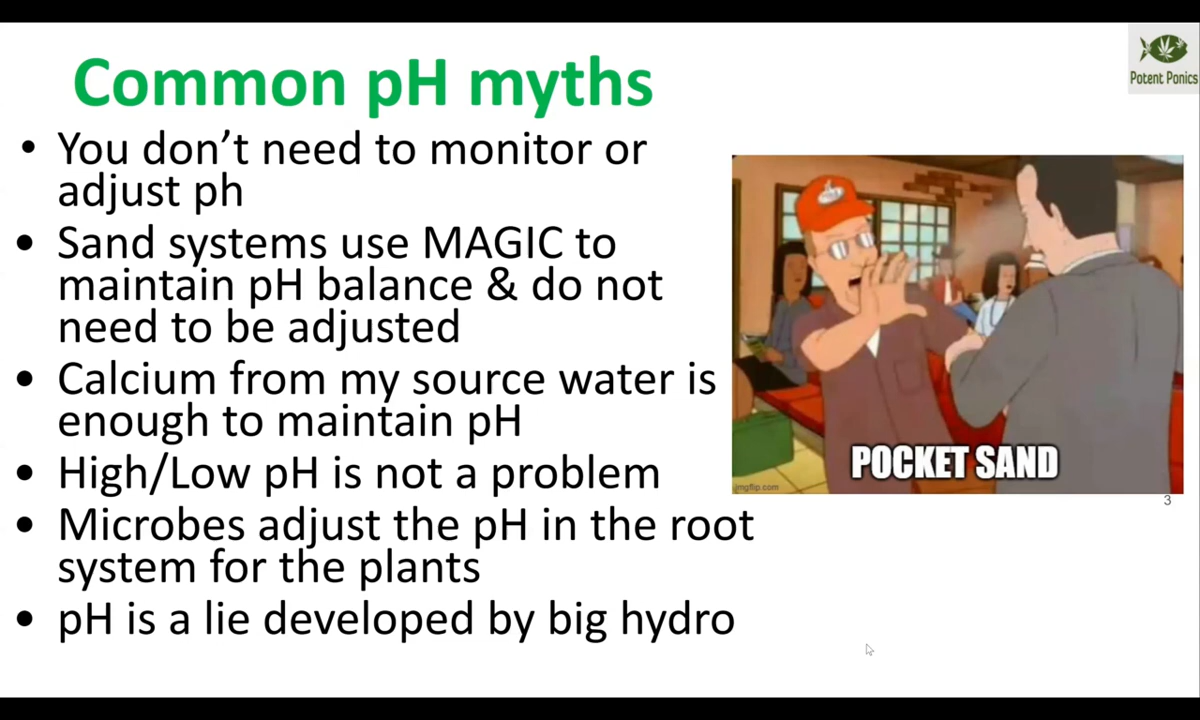 Common pH myths
Potent Ponics
• You don’t need to monitor or
adjust ph
• Sand systems use MAGIC to
maintain pH balance & do not
need to be adjusted
• Calcium from my source water is
enough to maintain pH
• High/Low pH is not a problem
• Microbes adjust the pH in the root
system for the plants
• pH is a lie developed by big hydro
POCKET SAND
imgflip.com
3